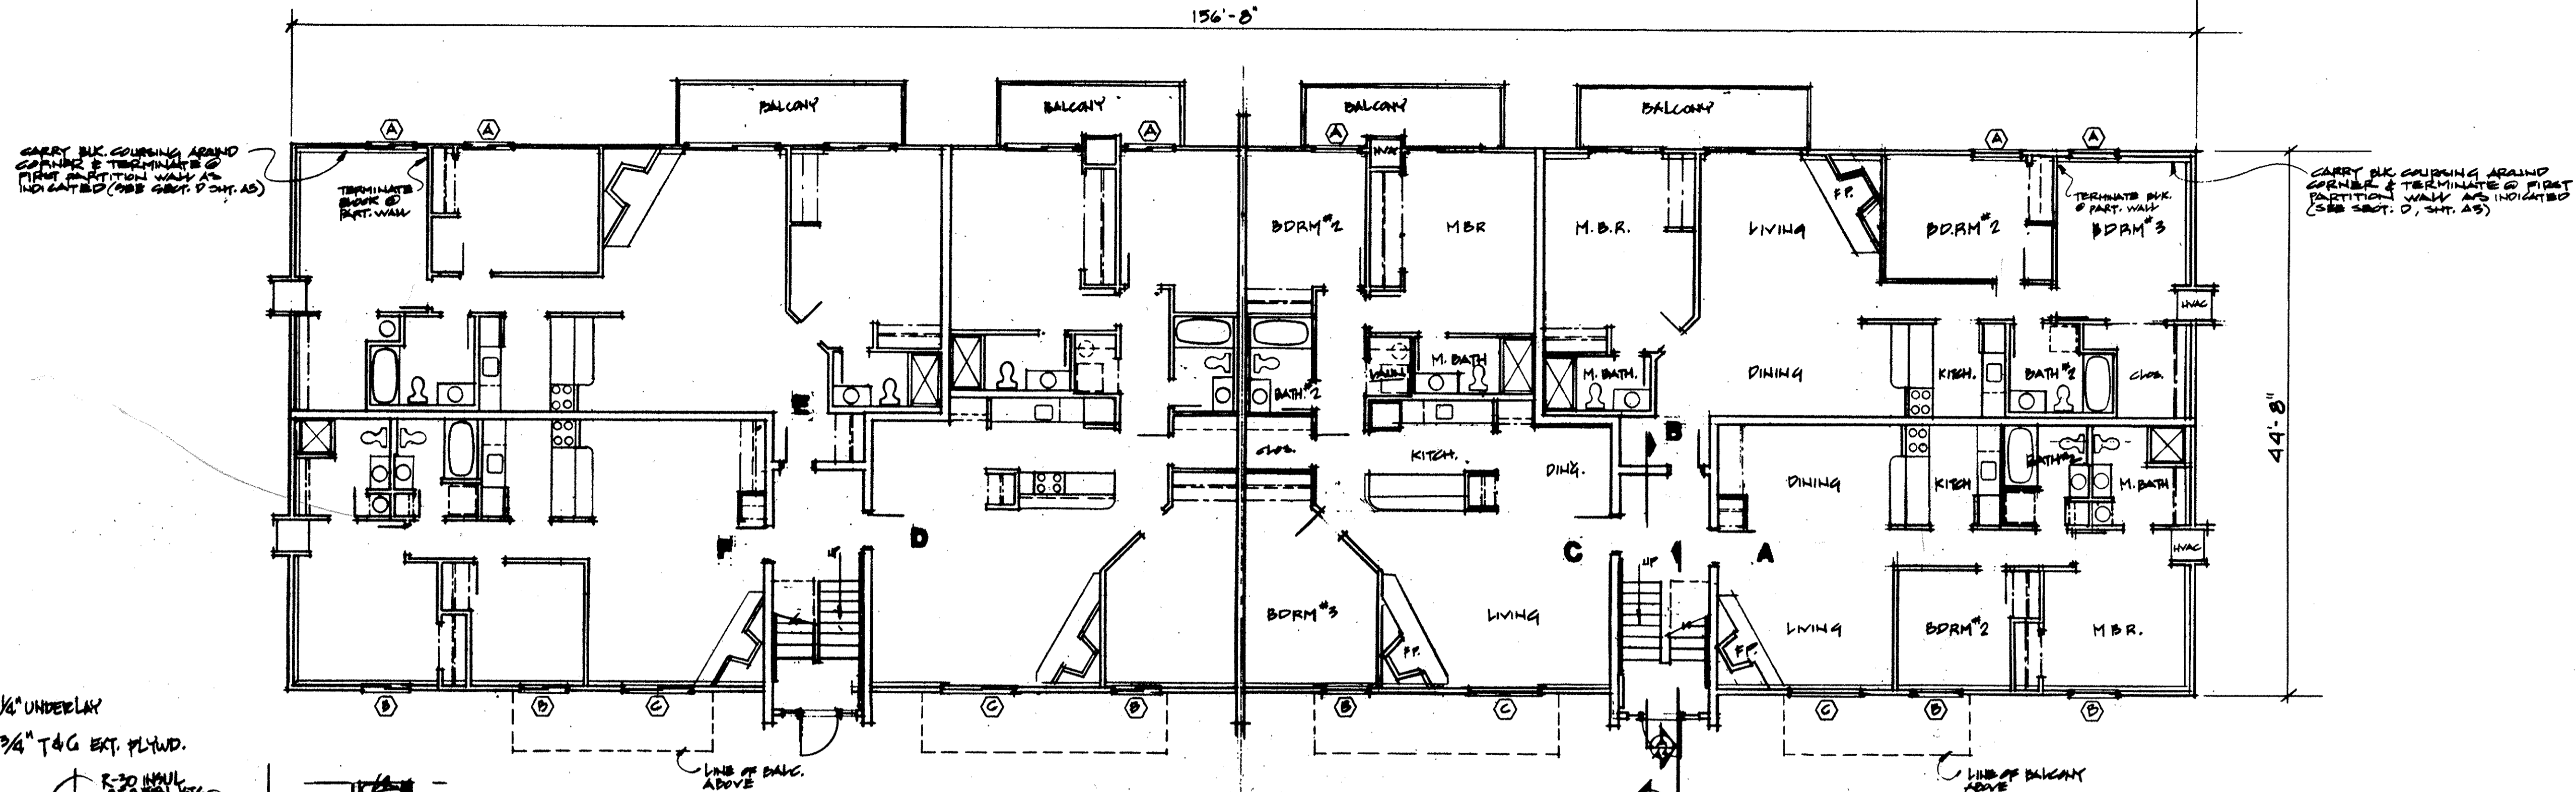 156'-8"
BALCONY
BALCONY
BALCONY
BALCONY
A
A
A
A
A
A
CARRY BLK. COURSING AROUND
CORNER & TERMINATE @
FIRST PARTITION WALL AS
INDICATED (SEE SECT. D SHT. A5)
TERMINATE
BLOCK @
PART. WALL
HVAC
CARRY BLK COURSING AROUND
CORNER & TERMINATE @ FIRST
PARTITION WALL AS INDICATED
(SEE SECT. D, SHT. A5)
TERMINATE BLK.
@ PART. WALL
F.P.
BDRM #2
MBR
M.B.R.
LIVING
BDRM #2
BDRM #3
HVAC
M. BATH
LAUN
BATH #2
M. BATH.
DINING
KITCH.
BATH #2
CLOS.
44'-8"
E
B
CLOS.
KITCH.
DING.
DINING
KITCH
BATH #2
M. BATH
F
D
C
A
UP
UP
HVAC
BDRM #3
LIVING
F.P.
F.P.
LIVING
BDRM #2
MBR.
B
B
C
C
B
B
C
C
B
B
1/4" UNDERLAY
3/4" T&G EXT. PLYWD.
R-30 INSUL
LINE OF BALC.
ABOVE
LINE OF BALCONY
ABOVE